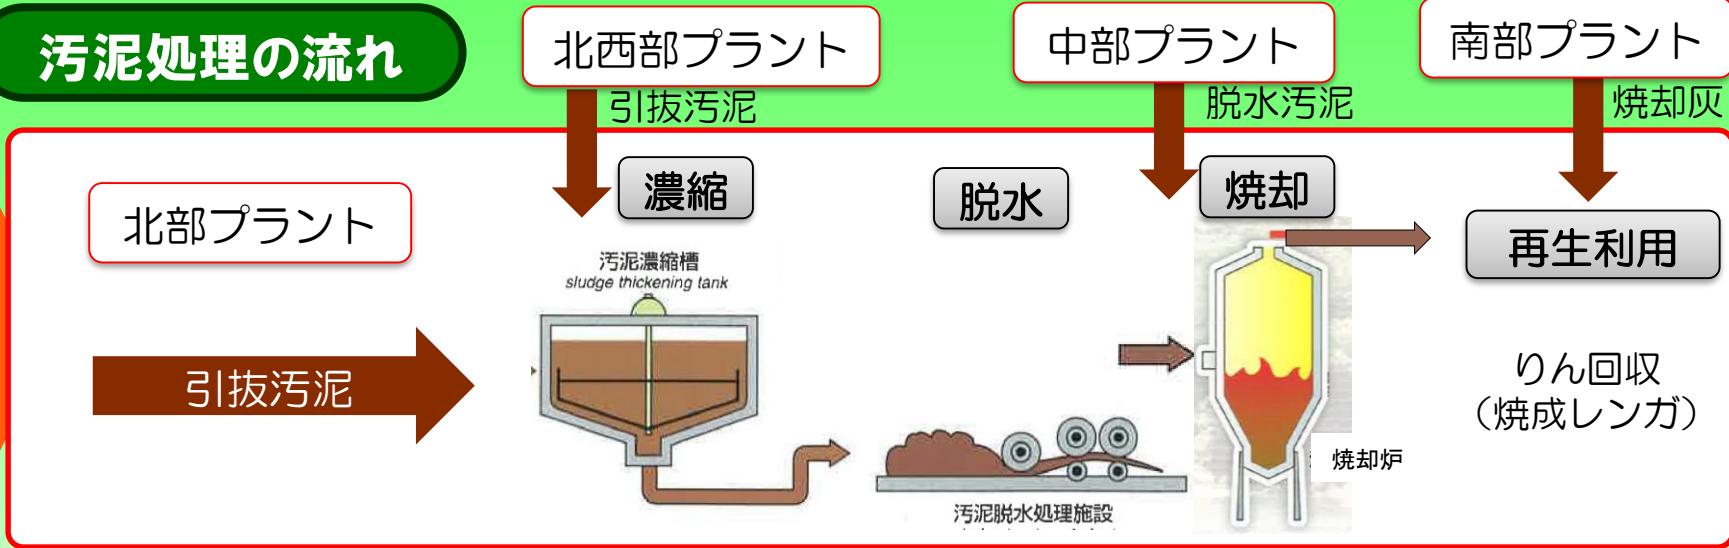 汚泥処理の流れ
北西部プラント
引抜汚泥
中部プラント
脱水汚泥
南部プラント
焼却灰
北部プラント
引抜汚泥
濃縮
汚泥濃縮槽
sludge thickening tank
脱水
汚泥脱水処理施設
焼却
焼却炉
再生利用
りん回収
(焼成レンガ)